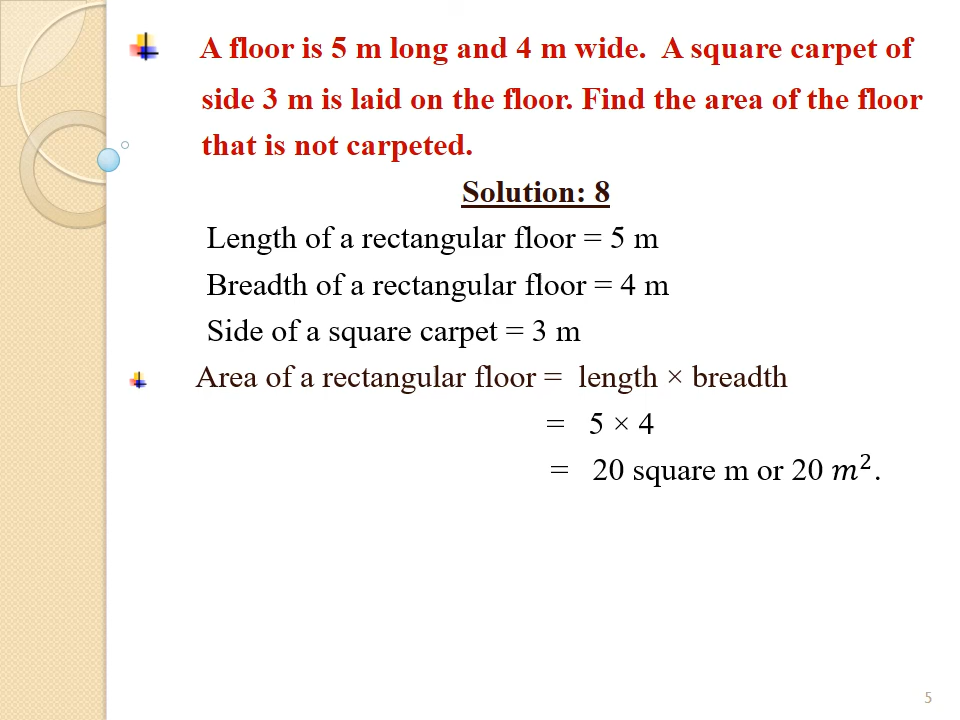 A floor is 5 m long and 4 m wide.  A square carpet of
side 3 m is laid on the floor. Find the area of the floor
that is not carpeted.
Solution: 8
Length of a rectangular floor = 5 m
Breadth of a rectangular floor = 4 m
Side of a square carpet = 3 m
Area of a rectangular floor =  length × breadth
=   5 × 4
=   20 square m or 20 m².
5